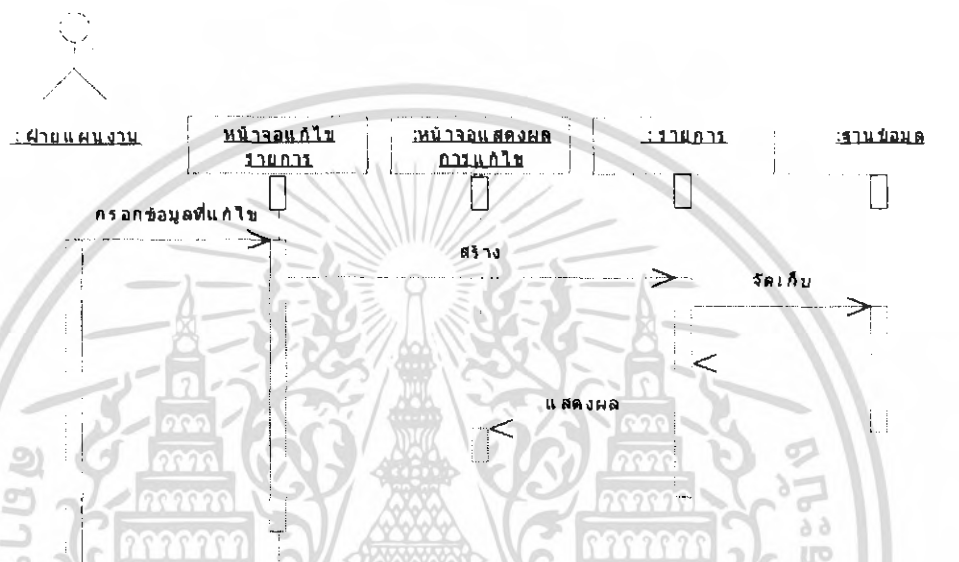 :ฝ่ายแผนงาน
หน้าจอแก้ไข
รายการ
:หน้าจอแสดงผล
การแก้ไข
:รายการ
:ฐานข้อมูล
กรอกข้อมูลที่แก้ไข
สร้าง
จัดเก็บ
แสดงผล